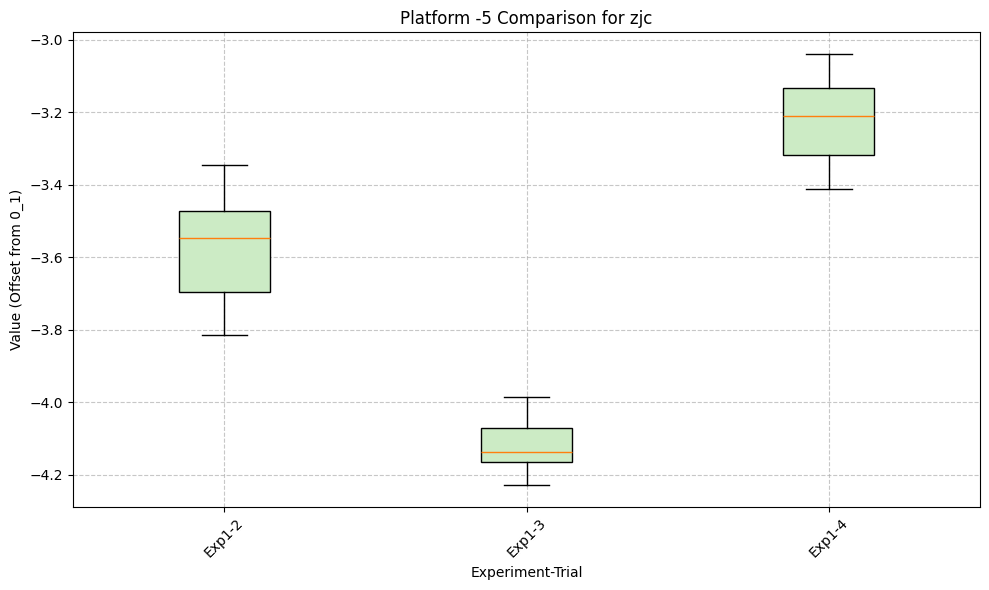 Platform -5 Comparison for zjc
Value (Offset from 0_1)
−3.0
−3.2
−3.4
−3.6
−3.8
−4.0
−4.2
Exp1-2
Exp1-3
Exp1-4
Experiment-Trial